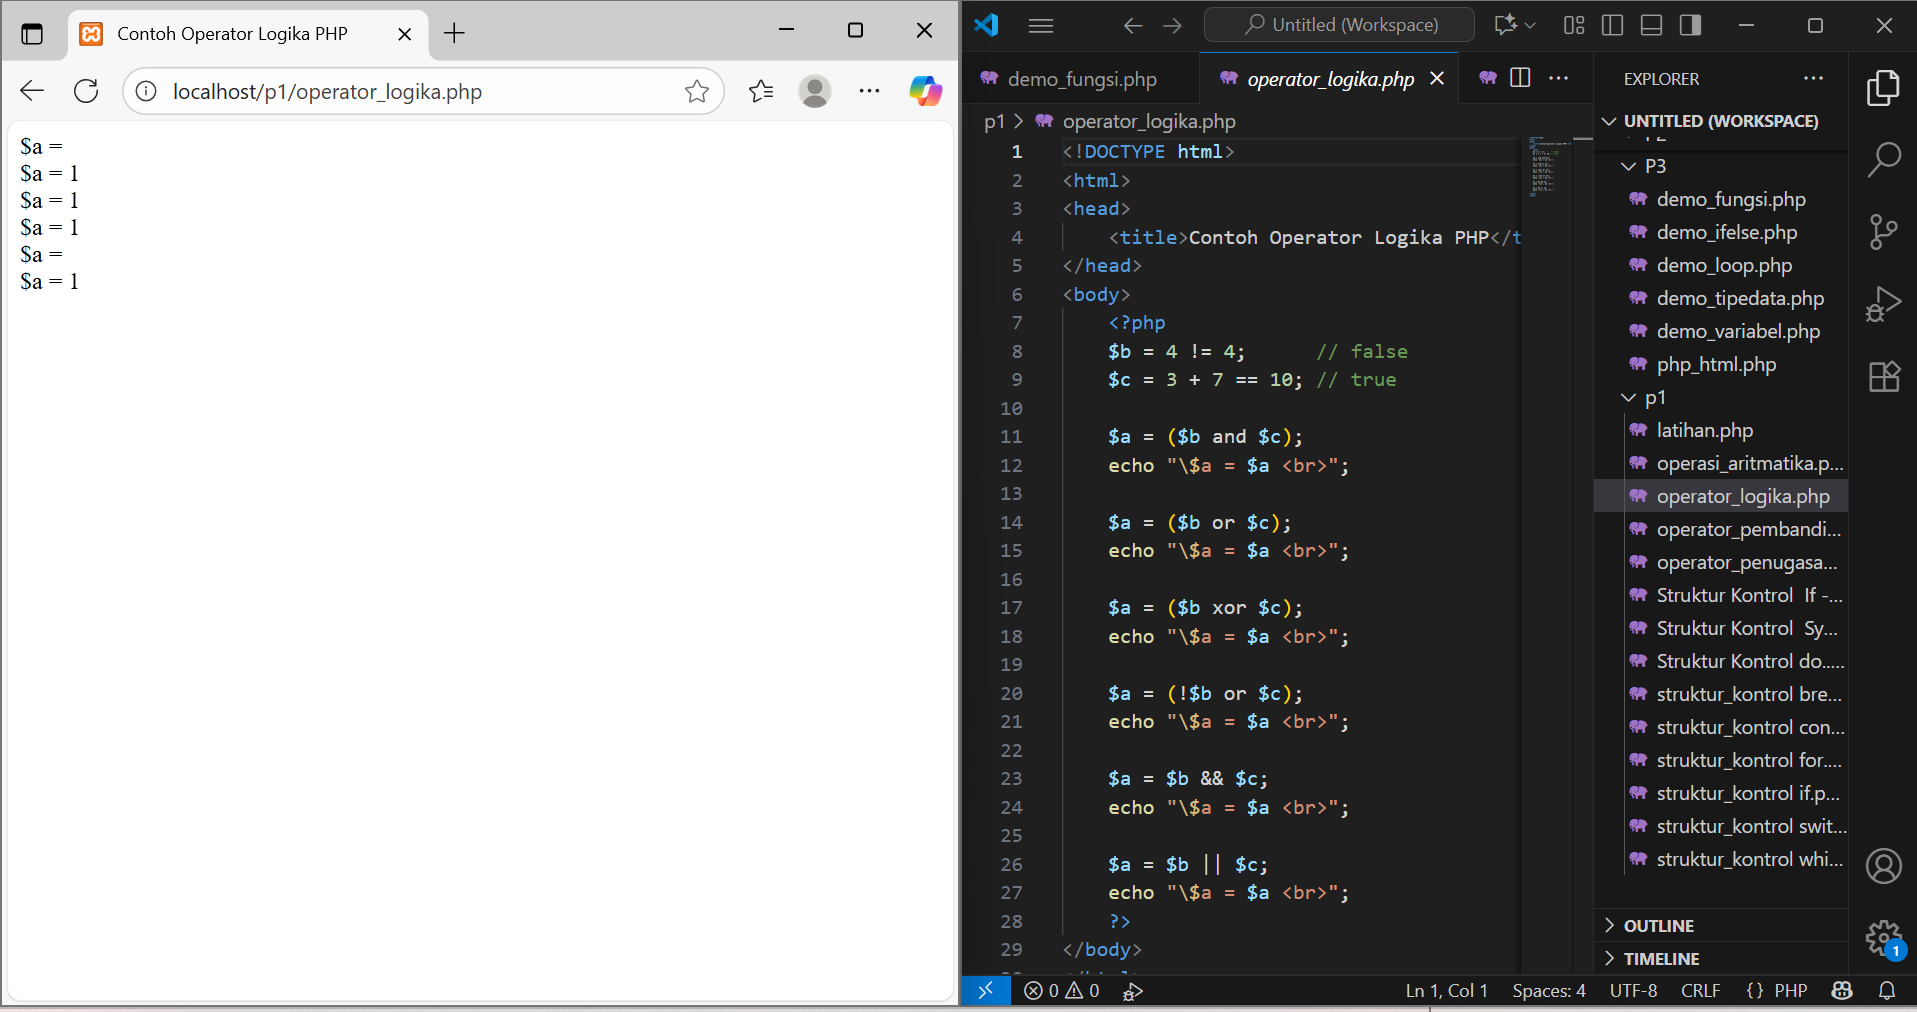 Contoh Operator Logika PHP
localhost/p1/operator_logika.php
$a =
$a = 1
$a = 1
$a = 1
$a =
$a = 1
Untitled (Workspace)
demo_fungsi.php
operator_logika.php
p1 > operator_logika.php
1 <!DOCTYPE html>
2 <html>
3 <head>
4 <title>Contoh Operator Logika PHP</t
5 </head>
6 <body>
7 <?php
8 $b = 4 != 4; // false
9 $c = 3 + 7 == 10; // true
10
11 $a = ($b and $c);
12 echo "\$a = $a <br>";
13
14 $a = ($b or $c);
15 echo "\$a = $a <br>";
16
17 $a = ($b xor $c);
18 echo "\$a = $a <br>";
19
20 $a = (!$b or $c);
21 echo "\$a = $a <br>";
22
23 $a = $b && $c;
24 echo "\$a = $a <br>";
25
26 $a = $b || $c;
27 echo "\$a = $a <br>";
28 ?>
29 </body>
EXPLORER
UNTITLED (WORKSPACE)
P3
demo_fungsi.php
demo_ifelse.php
demo_loop.php
demo_tipedata.php
demo_variabel.php
php_html.php
p1
latihan.php
operasi_aritmatika.p...
operator_logika.php
operator_pembandi...
operator_penugasa...
Struktur Kontrol  If -...
Struktur Kontrol  Sy...
Struktur Kontrol do.....
struktur_kontrol bre...
struktur_kontrol con...
struktur_kontrol for....
struktur_kontrol if.p...
struktur_kontrol swit...
struktur_kontrol whi...
OUTLINE
TIMELINE
1
0 0
Ln 1, Col 1
Spaces: 4
UTF-8
CRLF
{ } PHP